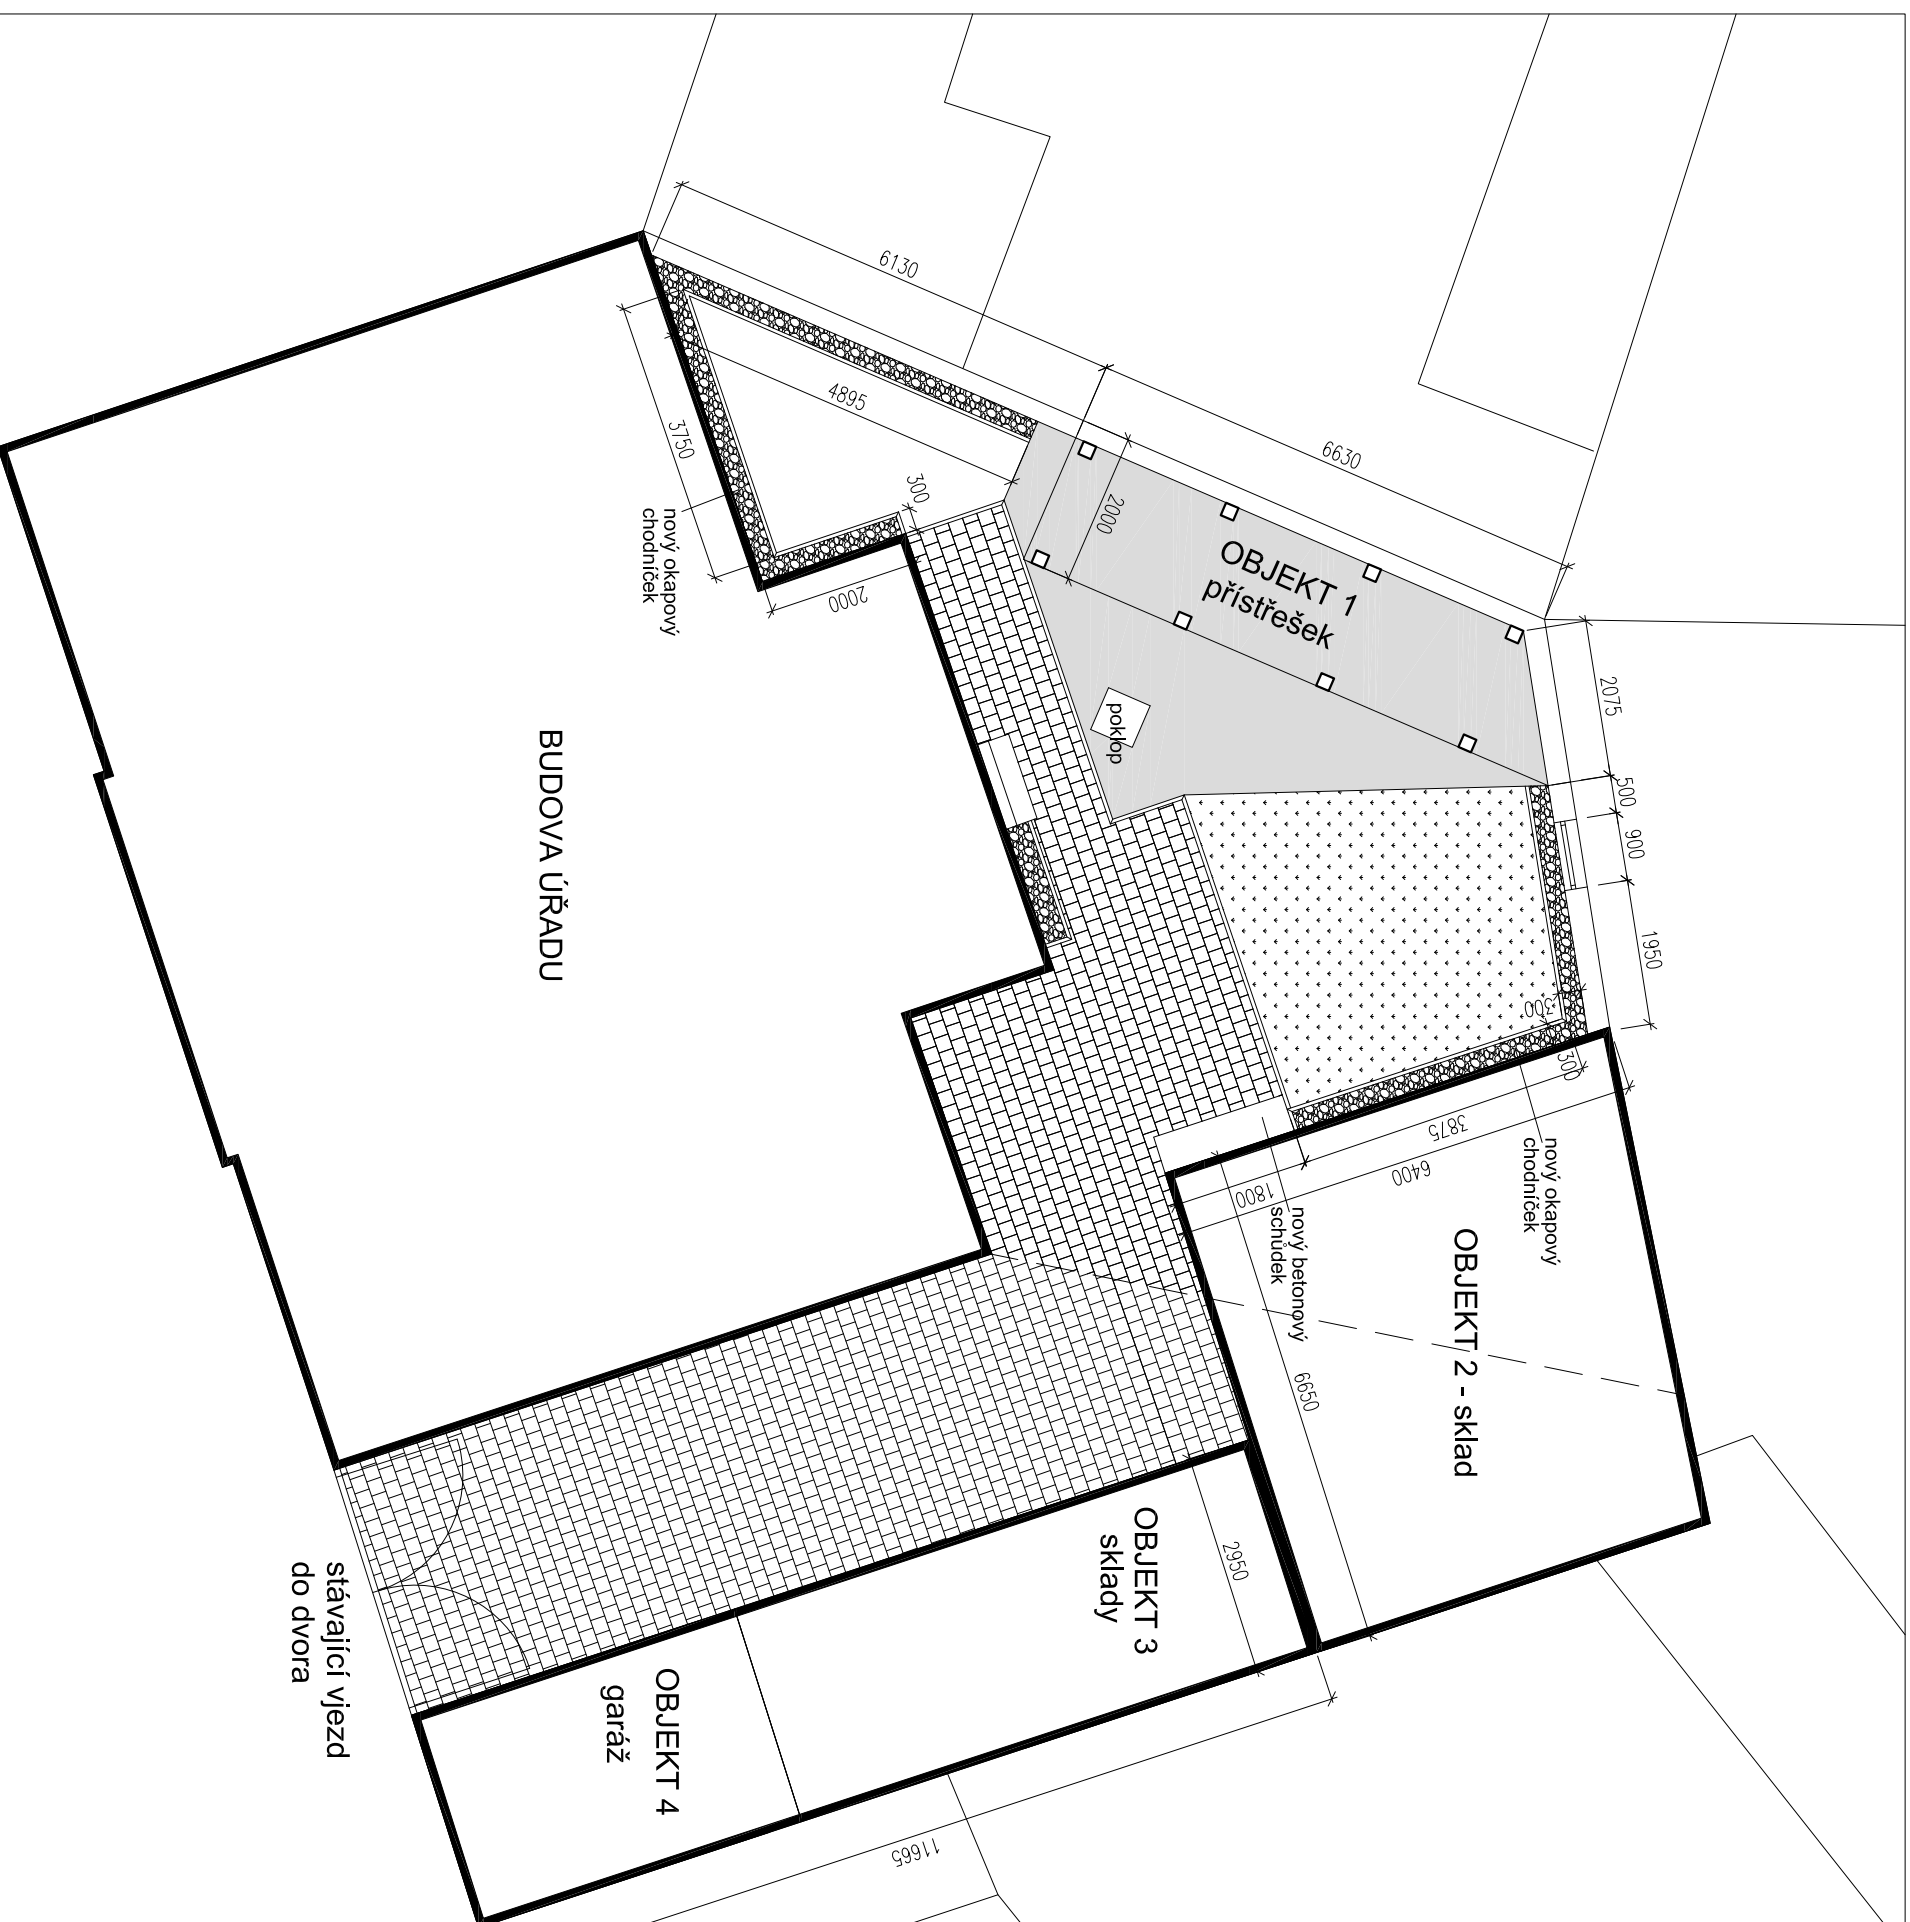 6130
6630
4895
3750
300
2000
2000
nový okapový
chodníček
OBJEKT 1
přístřešek
poklop
2075
500
900
1950
300
300
BUDOVA ÚŘADU
3875
6400
1800
nový okapový
chodníček
nový betonový
schůdek
OBJEKT 2 - sklad
6650
2950
OBJEKT 3
sklady
OBJEKT 4
garáž
stávající vjezd
do dvora
11665